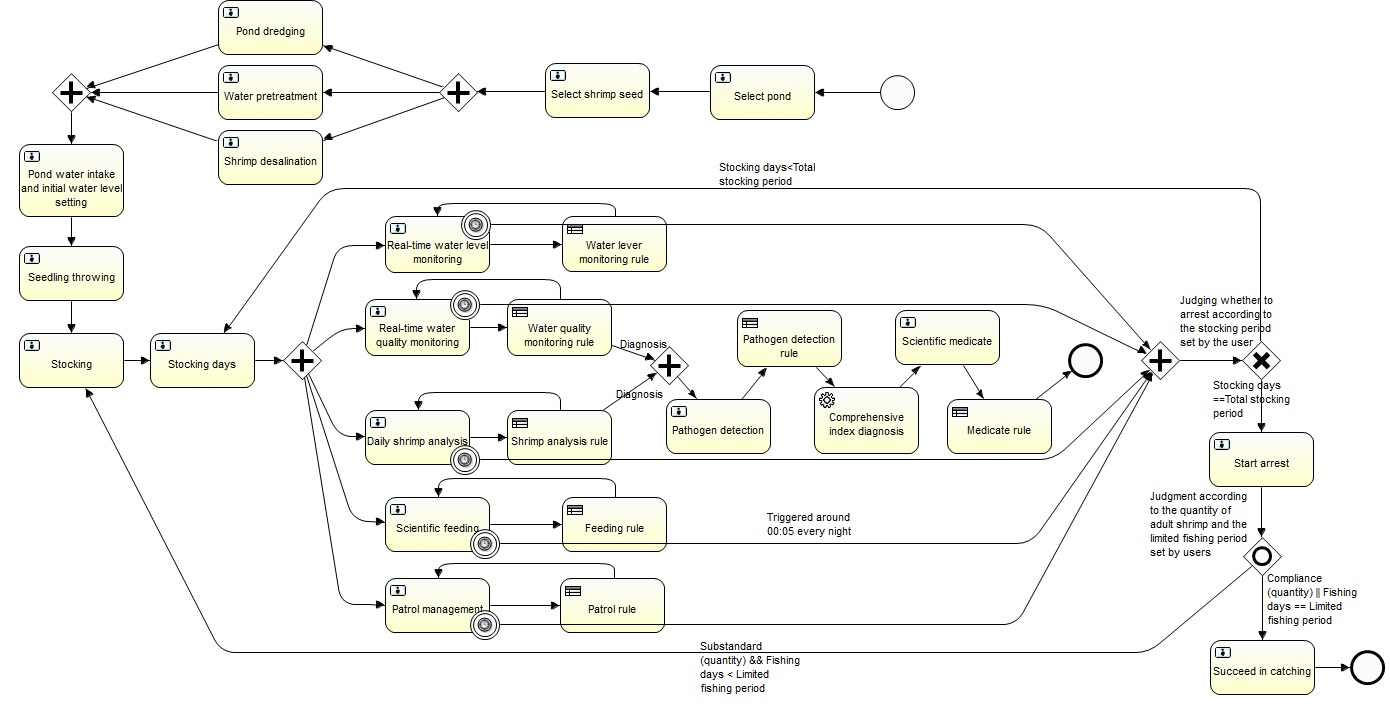 Pond dredging
Water pretreatment
Select shrimp seed
Select pond
Shrimp desalination
Pond water intake
and initial water level
setting
Stocking days<Total
stocking period
Real-time water level
monitoring
Water lever
monitoring rule
Seedling throwing
Real-time water
quality monitoring
Water quality
monitoring rule
Diagnosis
Pathogen detection
rule
Scientific medicate
Judging whether to
arrest according to
the stocking period
set by the user
Stocking
Stocking days
Diagnosis
Stocking days
==Total stocking
period
Daily shrimp analysis
Shrimp analysis rule
Pathogen detection
Comprehensive
index diagnosis
Medicate rule
Start arrest
Scientific feeding
Feeding rule
Triggered around
00:05 every night
Judgment according
to the quantity of
adult shrimp and the
limited fishing period
set by users
Patrol management
Patrol rule
Compliance
(quantity) || Fishing
days == Limited
fishing period
Substandard
(quantity) && Fishing
days < Limited
fishing period
Succeed in catching